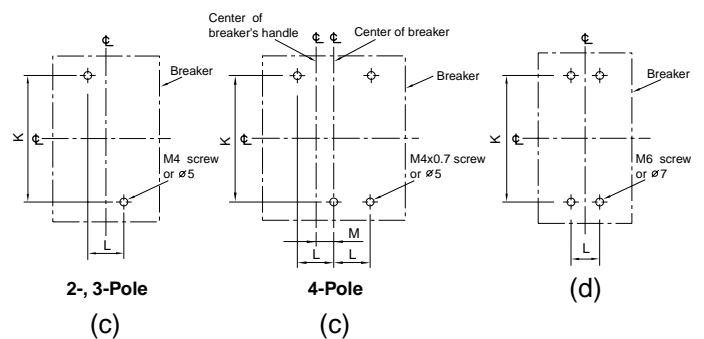 Center of
breaker's handle
Center of breaker
℄
℄ ℄
℄
Breaker
Breaker
Breaker
K
℄
K
℄
K
℄
M4 screw
or ø5
M4x0.7 screw
or ø5
M6 screw
or ø7
M
L
L
L
L
2-, 3-Pole
4-Pole
(c)
(c)
(d)